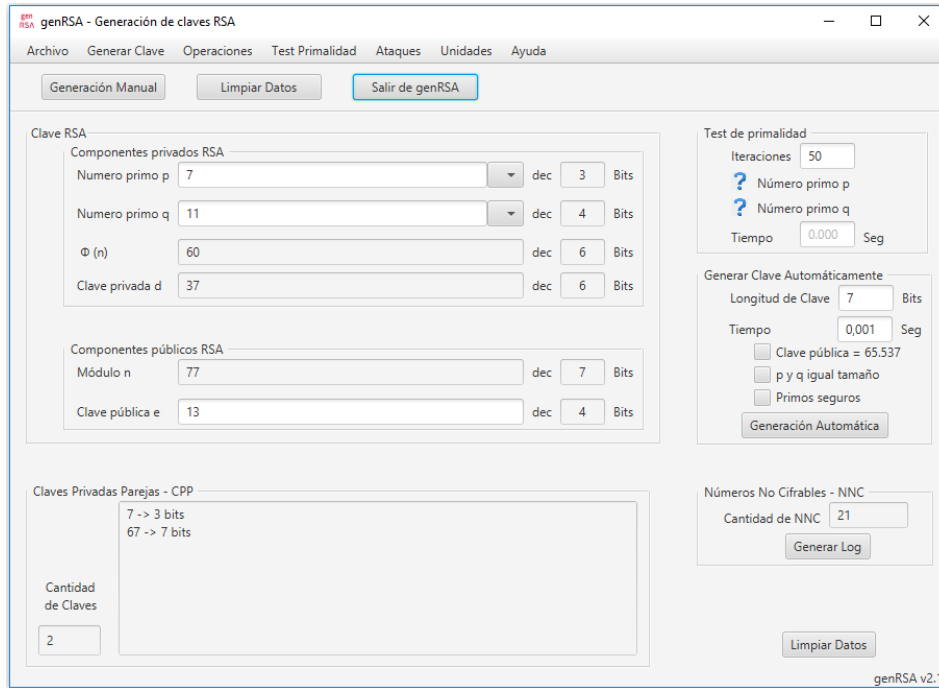 gen RSA genRSA - Generación de claves RSA
Archivo Generar Clave Operaciones Test Primalidad Ataques Unidades Ayuda
Generación Manual Limpiar Datos Salir de genRSA
Clave RSA
Componentes privados RSA
Numero primo p 7 dec 3 Bits
Numero primo q 11 dec 4 Bits
Φ (n) 60 dec 6 Bits
Clave privada d 37 dec 6 Bits
Componentes públicos RSA
Módulo n 77 dec 7 Bits
Clave pública e 13 dec 4 Bits
Test de primalidad
Iteraciones 50
? Número primo p
? Número primo q
Tiempo 0.000 Seg
Generar Clave Automáticamente
Longitud de Clave 7 Bits
Tiempo 0,001 Seg
Clave pública = 65.537
p y q igual tamaño
Primos seguros
Generación Automática
Claves Privadas Parejas - CPP
7 -> 3 bits
67 -> 7 bits
Cantidad
de Claves
2
Números No Cifrables - NNC
Cantidad de NNC 21
Generar Log
Limpiar Datos
genRSA v2.1